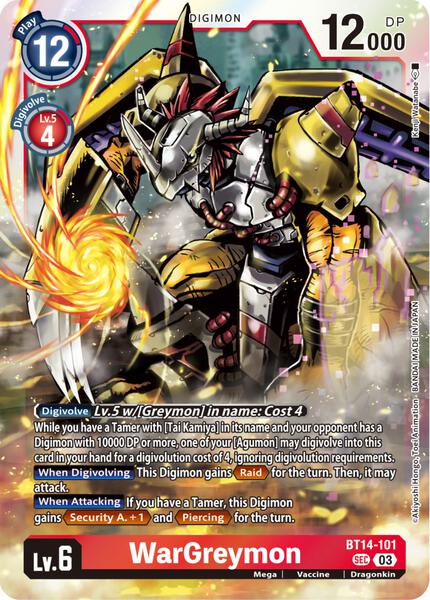 Play
12
DIGIMON
12000
DP
Digivolve
Lv.5
4
Kenji Watanabe
©Akiyoshi Hongo, Toei Animation · BANDAI MADE IN JAPAN
Digivolve Lv.5 w/[Greymon] in name: Cost 4
While you have a Tamer with [Tai Kamiya] in its name and your opponent has a
Digimon with 10000 DP or more, one of your [Agumon] may digivolve into this
card in your hand for a digivolution cost of 4, ignoring digivolution requirements.
When Digivolving This Digimon gains Raid for the turn. Then, it may
attack.
When Attacking If you have a Tamer, this Digimon
gains Security A. +1 and Piercing for the turn.
Lv.6
WarGreymon
BT14-101
SEC 03
Mega | Vaccine | Dragonkin